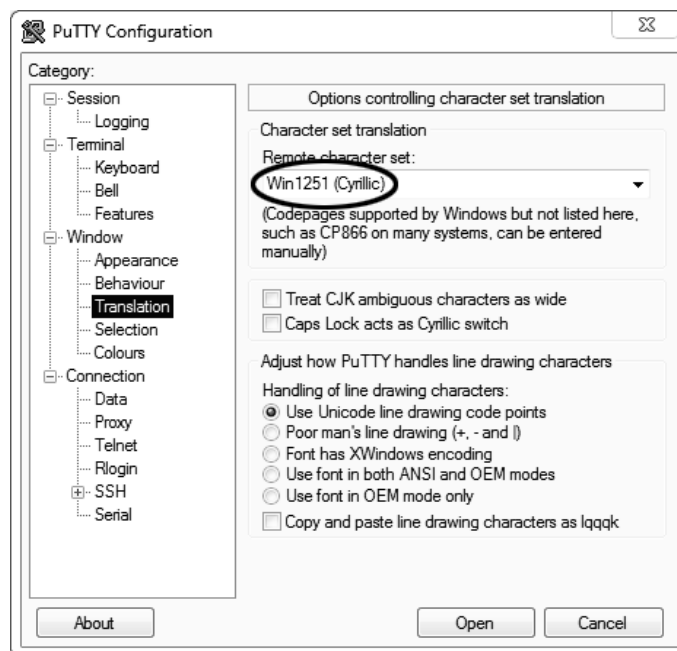 PuTTY Configuration
Category:
Session
Logging
Terminal
Keyboard
Bell
Features
Window
Appearance
Behaviour
Translation
Selection
Colours
Connection
Data
Proxy
Telnet
Rlogin
SSH
Serial
Options controlling character set translation
Character set translation
Remote character set:
Win1251 (Cyrillic)
(Codepages supported by Windows but not listed here,
such as CP866 on many systems, can be entered
manually)
Treat CJK ambiguous characters as wide
Caps Lock acts as Cyrillic switch
Adjust how PuTTY handles line drawing characters
Handling of line drawing characters:
Use Unicode line drawing code points
Poor man's line drawing (+, - and |)
Font has XWindows encoding
Use font in both ANSI and OEM modes
Use font in OEM mode only
Copy and paste line drawing characters as lqqqk
About
Open
Cancel